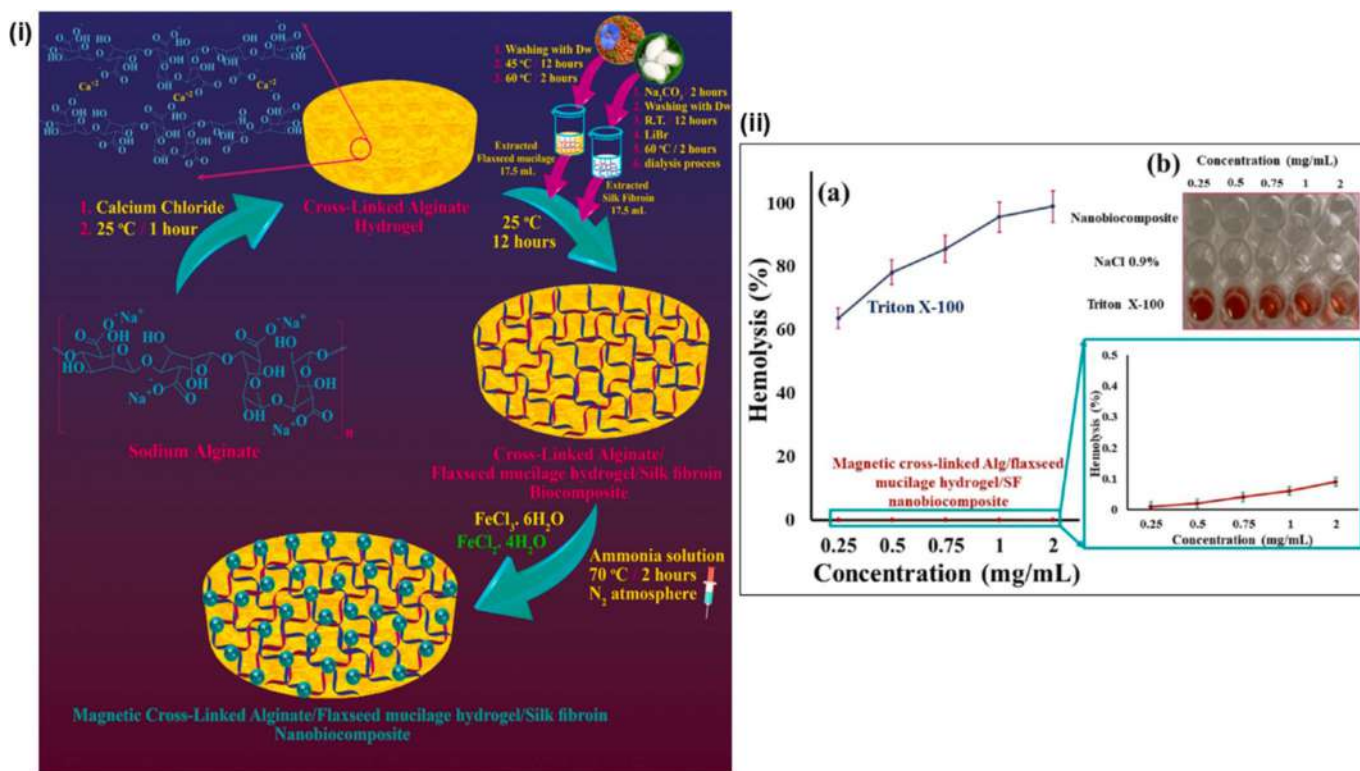 (i)
Ca+2
Ca+2
Ca+2
1. Washing with Dw
2. 45 °C 12 hours
3. 60 °C 2 hours
1. Na2CO3 2 hours
2. Washing with Dw
3. R.T. 12 hours
4. LiBr
5. 60 °C / 2 hours
6. dialysis process
Extracted
Flaxseed mucilage
17.5 mL
Extracted
Silk Fibroin
17.5 mL
1. Calcium Chloride
2. 25 °C / 1 hour
Cross-Linked Alginate
Hydrogel
25 °C
12 hours
Sodium Alginate
n
Cross-Linked Alginate/
Flaxseed mucilage hydrogel/Silk fibroin
Biocomposite
FeCl3. 6H2O
FeCl2. 4H2O
Ammonia solution
70 °C / 2 hours
N2 atmosphere
Magnetic Cross-Linked Alginate/Flaxseed mucilage hydrogel/Silk fibroin
Nanobiocomposite
(ii)
(a)
Hemolysis (%)
100
80
60
40
20
0
Triton X-100
Magnetic cross-linked Alg/flaxseed
mucilage hydrogel/SF
nanobiocomposite
0.25 0.5 0.75 1 2
Concentration (mg/mL)
(b)
Concentration (mg/mL)
0.25 0.5 0.75 1 2
Nanobiocomposite
NaCl 0.9%
Triton X-100
Hemolysis (%)
0.5
0.4
0.3
0.2
0.1
0
0.25 0.5 0.75 1 2
Concentration (mg/mL)